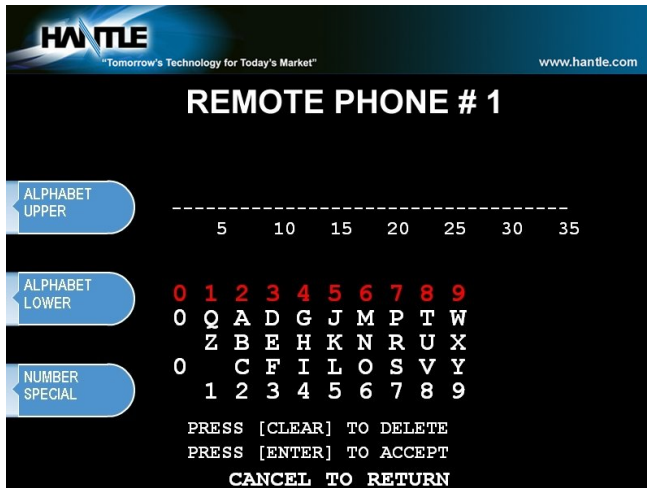 HANTLE
"Tomorrow's Technology for Today's Market" www.hantle.com
REMOTE PHONE # 1
ALPHABET
UPPER
-----------------------------------
5 10 15 20 25 30 35
ALPHABET
LOWER
0 1 2 3 4 5 6 7 8 9
0 Q A D G J M P T W
Z B E H K N R U X
0 C F I L O S V Y
1 2 3 4 5 6 7 8 9
NUMBER
SPECIAL
PRESS [CLEAR] TO DELETE
PRESS [ENTER] TO ACCEPT
CANCEL TO RETURN